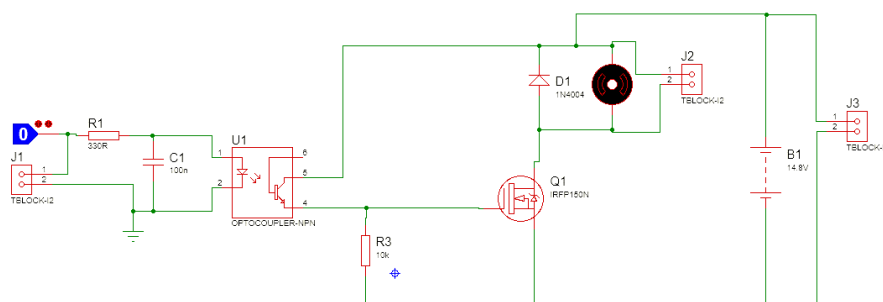 0
R1
330R
J1
1
2
TBLOCK-I2
C1
100n
U1
1
2
6
5
4
OPTOCOUPLER-NPN
R3
10k
D1
1N4004
Q1
IRFP150N
J2
1
2
TBLOCK-I2
B1
14.8V
J3
1
2
TBLOCK-